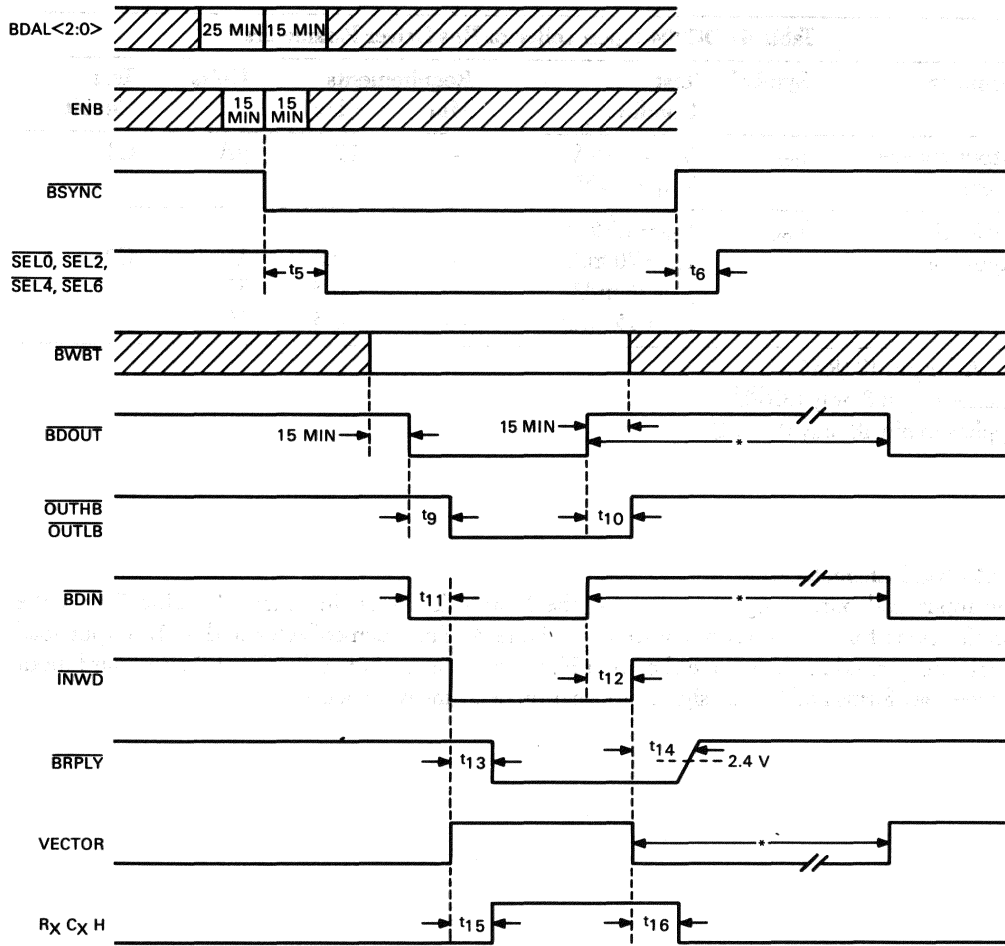 BDAL<2:0>
25 MIN 15 MIN
ENB
15 MIN 15 MIN
BSYNC
SEL0, SEL2,
SEL4, SEL6
t5
t6
BWBT
BDOUT
15 MIN
15 MIN
*
OUTHB
OUTLB
t9
t10
BDIN
t11
*
INWD
t12
BRPLY
t13
t14
2.4 V
VECTOR
*
RX CX H
t15
t16